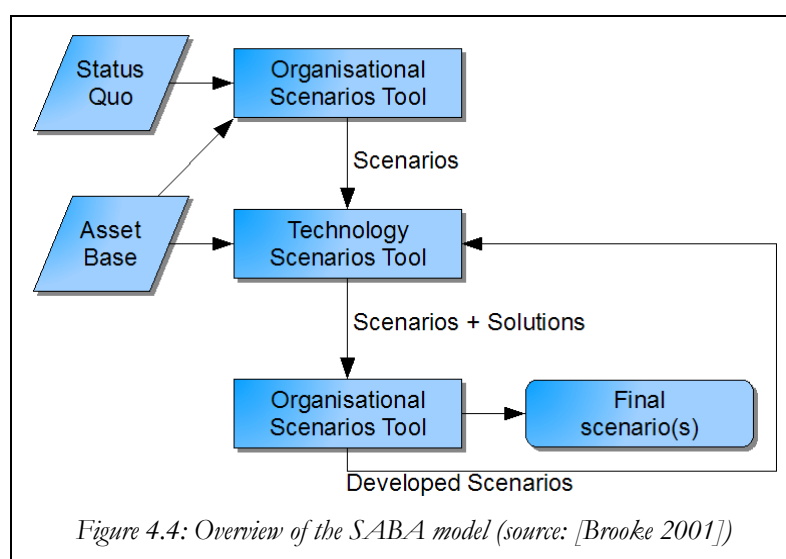 Status
Quo
Organisational
Scenarios Tool
Scenarios
Asset
Base
Technology
Scenarios Tool
Scenarios + Solutions
Organisational
Scenarios Tool
Final
scenario(s)
Developed Scenarios
Figure 4.4: Overview of the SABA model (source: [Brooke 2001])